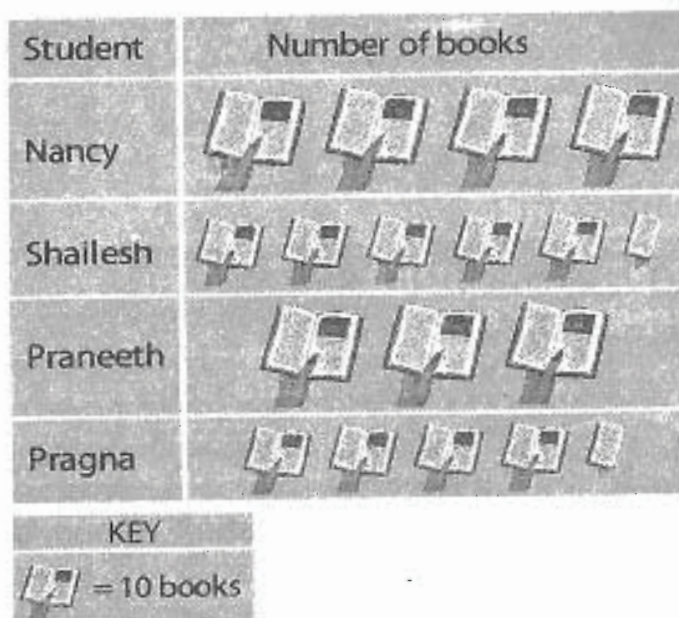 Student Number of books
Nancy
Shailesh
Praneeth
Pragna
KEY
= 10 books